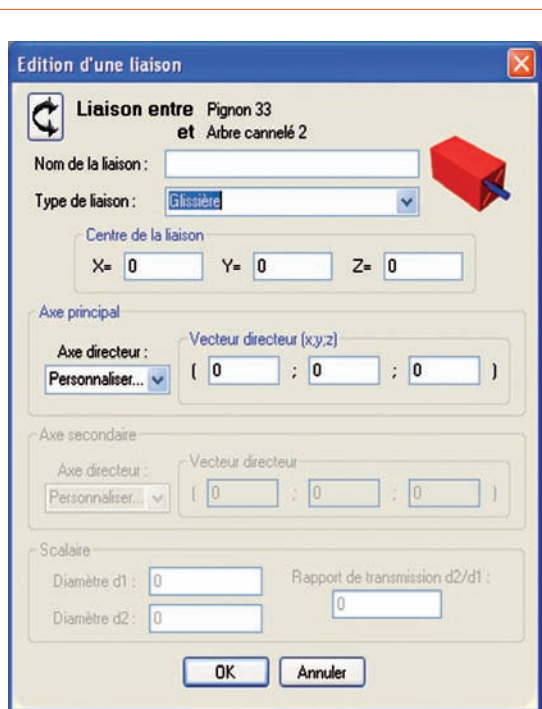 Edition d'une liaison
Liaison entre Pignon 33
et Arbre cannelé 2
Nom de la liaison :
Type de liaison : Glissière
Centre de la liaison
X= 0 Y= 0 Z= 0
Axe principal
Axe directeur : Vecteur directeur (x;y;z)
Personnaliser... ( 0 ; 0 ; 0 )
Axe secondaire
Axe directeur : Vecteur directeur
Personnaliser... ( 0 ; 0 ; 0 )
Scalaire
Diamètre d1 : 0 Rapport de transmission d2/d1 :
0
Diamètre d2 : 0
OK Annuler